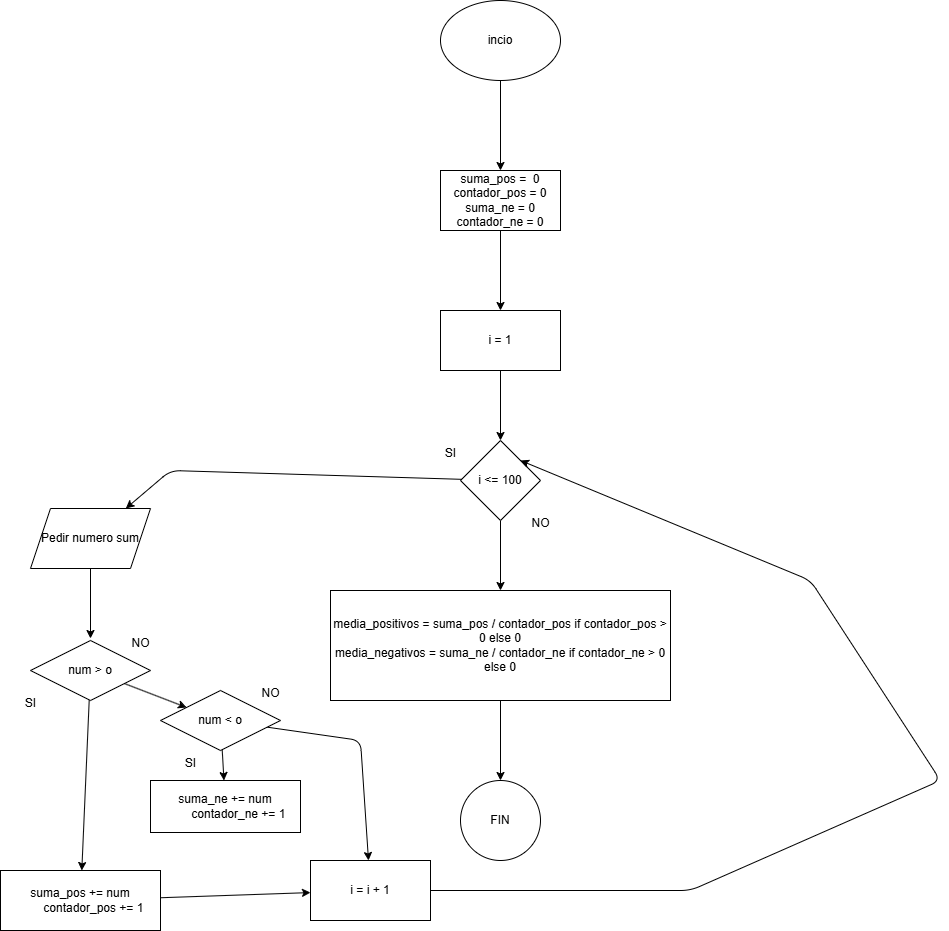 incio
suma_pos =  0
contador_pos = 0
suma_ne = 0
contador_ne = 0
i = 1
SI
i <= 100
NO
Pedir numero sum
media_positivos = suma_pos / contador_pos if contador_pos >
0 else 0
media_negativos = suma_ne / contador_ne if contador_ne > 0
else 0
NO
num > o
SI
NO
num < o
SI
suma_ne += num
contador_ne += 1
FIN
suma_pos += num
contador_pos += 1
i = i + 1